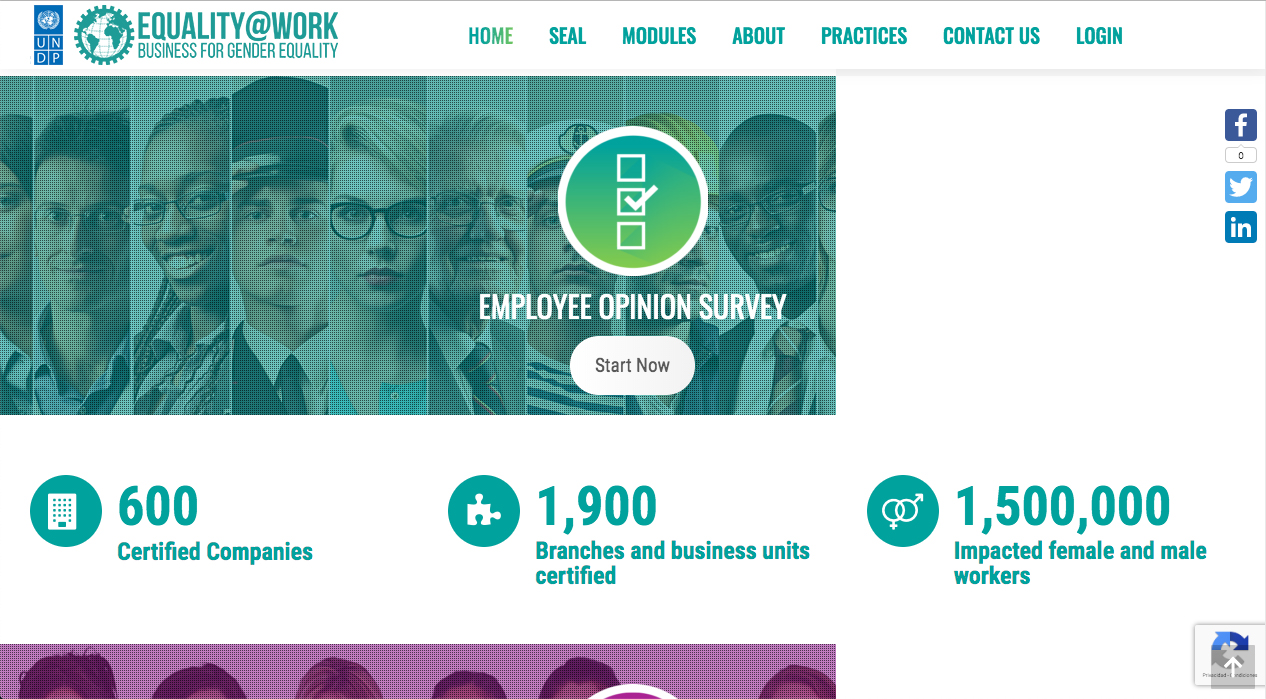 UN
DP
EQUALITY@WORK
BUSINESS FOR GENDER EQUALITY
HOME SEAL MODULES ABOUT PRACTICES CONTACT US LOGIN
0
EMPLOYEE OPINION SURVEY
Start Now
600
Certified Companies
1,900
Branches and business units
certified
1,500,000
Impacted female and male
workers